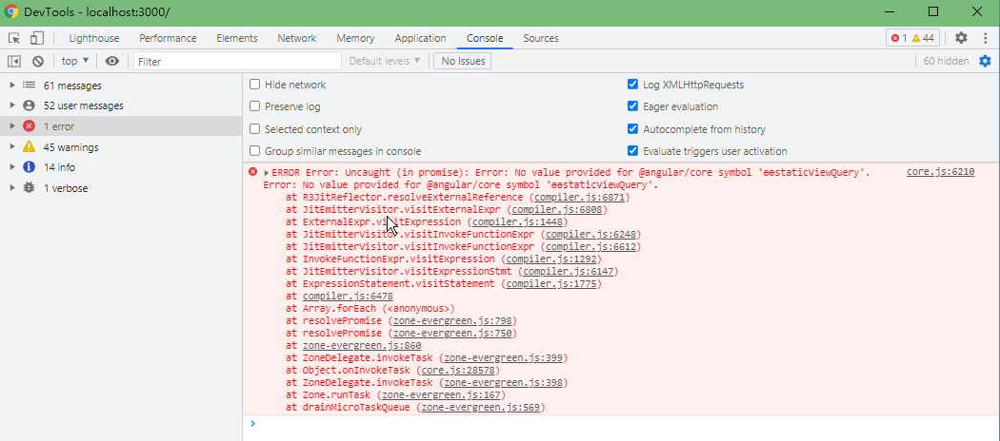 DevTools - localhost:3000/
Lighthouse Performance Elements Network Memory Application Console Sources 1 44
top Filter Default levels No Issues 60 hidden
61 messages
52 user messages
1 error
45 warnings
14 info
1 verbose
Hide network Log XMLHttpRequests
Preserve log Eager evaluation
Selected context only Autocomplete from history
Group similar messages in console Evaluate triggers user activation
ERROR Error: Uncaught (in promise): Error: No value provided for @angular/core symbol 'ɵɵstaticViewQuery'. core.js:6210
Error: No value provided for @angular/core symbol 'ɵɵstaticViewQuery'.
at R3JitReflector.resolveExternalReference (compiler.js:6871)
at JitEmitterVisitor.visitExternalExpr (compiler.js:6808)
at ExternalExpr.visitExpression (compiler.js:1448)
at JitEmitterVisitor.visitInvokeFunctionExpr (compiler.js:6248)
at JitEmitterVisitor.visitInvokeFunctionExpr (compiler.js:6612)
at InvokeFunctionExpr.visitExpression (compiler.js:1292)
at JitEmitterVisitor.visitExpressionStmt (compiler.js:6147)
at ExpressionStatement.visitStatement (compiler.js:1775)
at compiler.js:6478
at Array.forEach (<anonymous>)
at resolvePromise (zone-evergreen.js:798)
at resolvePromise (zone-evergreen.js:750)
at zone-evergreen.js:860
at ZoneDelegate.invokeTask (zone-evergreen.js:399)
at Object.onInvokeTask (core.js:28578)
at ZoneDelegate.invokeTask (zone-evergreen.js:398)
at Zone.runTask (zone-evergreen.js:167)
at drainMicroTaskQueue (zone-evergreen.js:569)